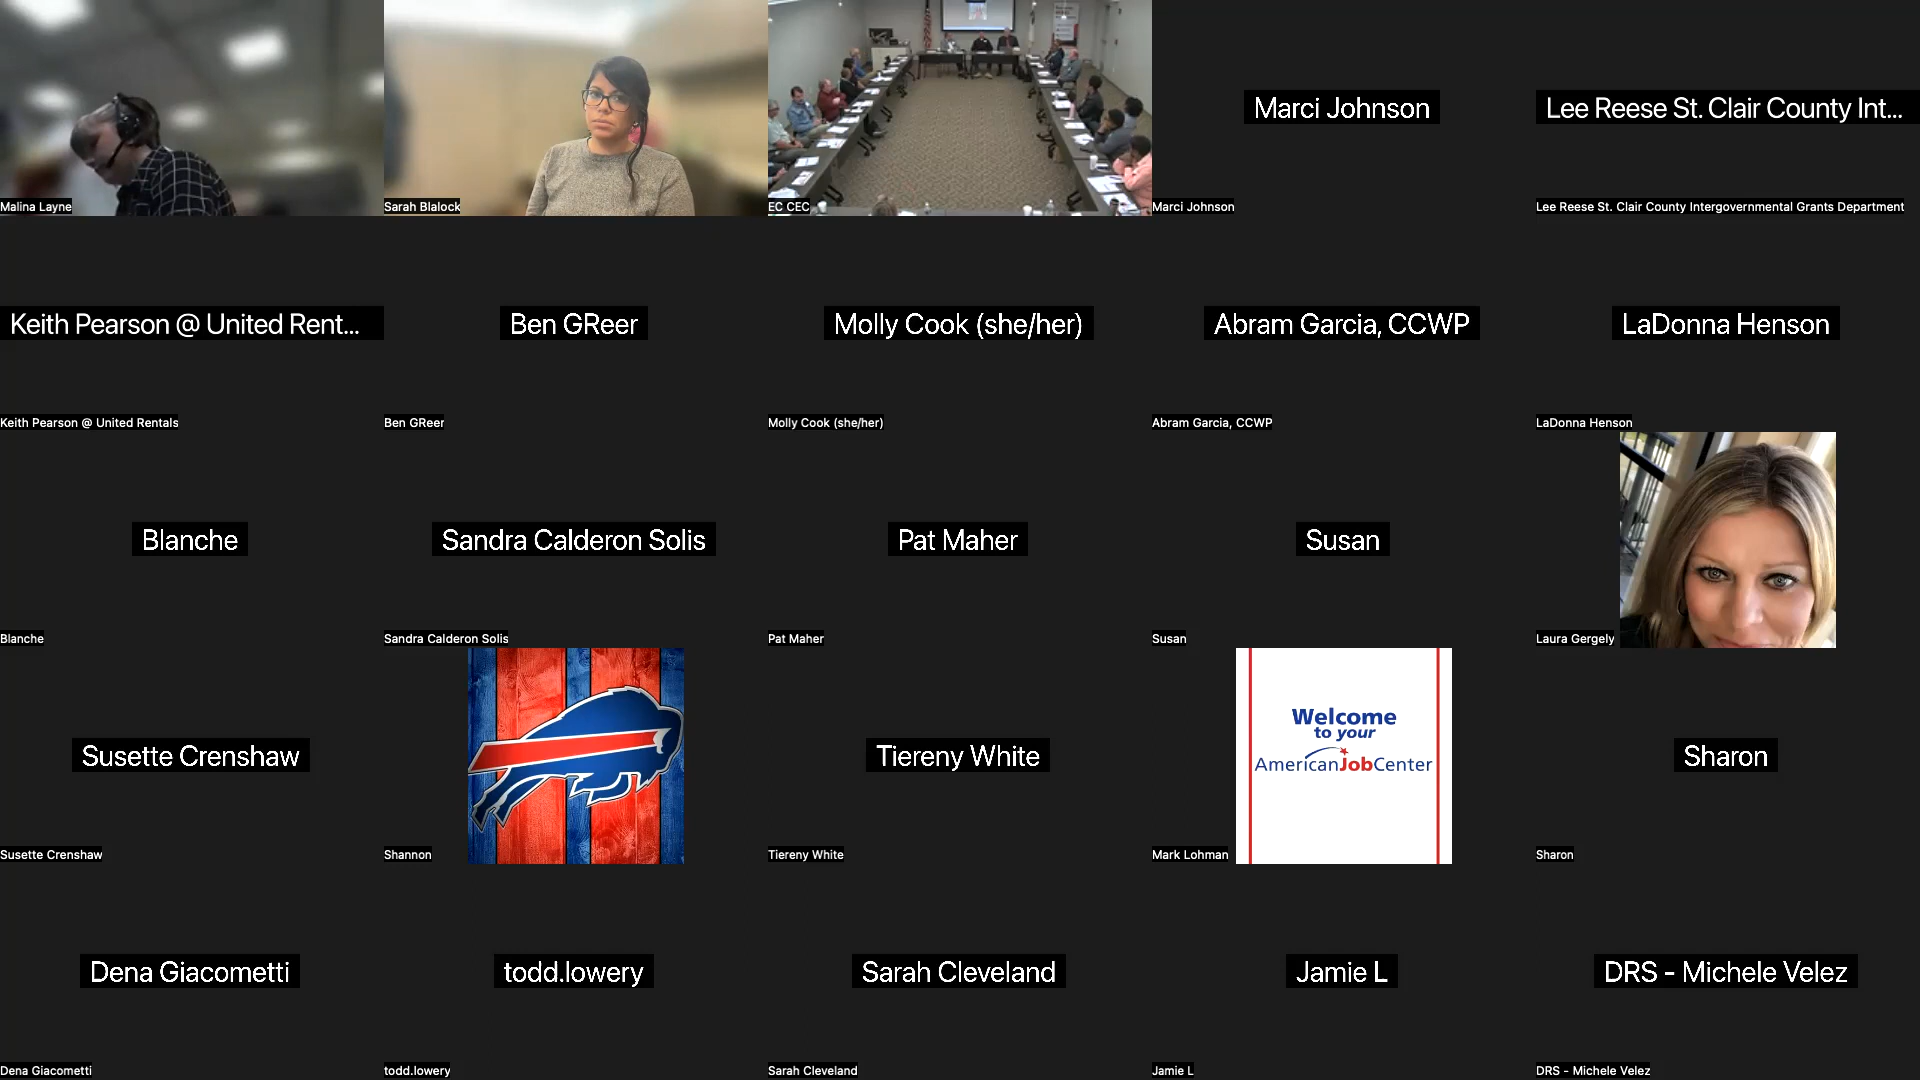 Malina Layne
Sarah Blalock
EC CEC
Marci Johnson
Marci Johnson
Lee Reese St. Clair County Int...
Lee Reese St. Clair County Intergovernmental Grants Department
Keith Pearson @ United Rent...
Keith Pearson @ United Rentals
Ben GReer
Ben GReer
Molly Cook (she/her)
Molly Cook (she/her)
Abram Garcia, CCWP
Abram Garcia, CCWP
LaDonna Henson
LaDonna Henson
Blanche
Blanche
Sandra Calderon Solis
Sandra Calderon Solis
Pat Maher
Pat Maher
Susan
Susan
Laura Gergely
Susette Crenshaw
Susette Crenshaw
Shannon
Tiereny White
Tiereny White
Welcome
to your
AmericanJobCenter
Mark Lohman
Sharon
Sharon
Dena Giacometti
Dena Giacometti
todd.lowery
todd.lowery
Sarah Cleveland
Sarah Cleveland
Jamie L
Jamie L
DRS - Michele Velez
DRS - Michele Velez